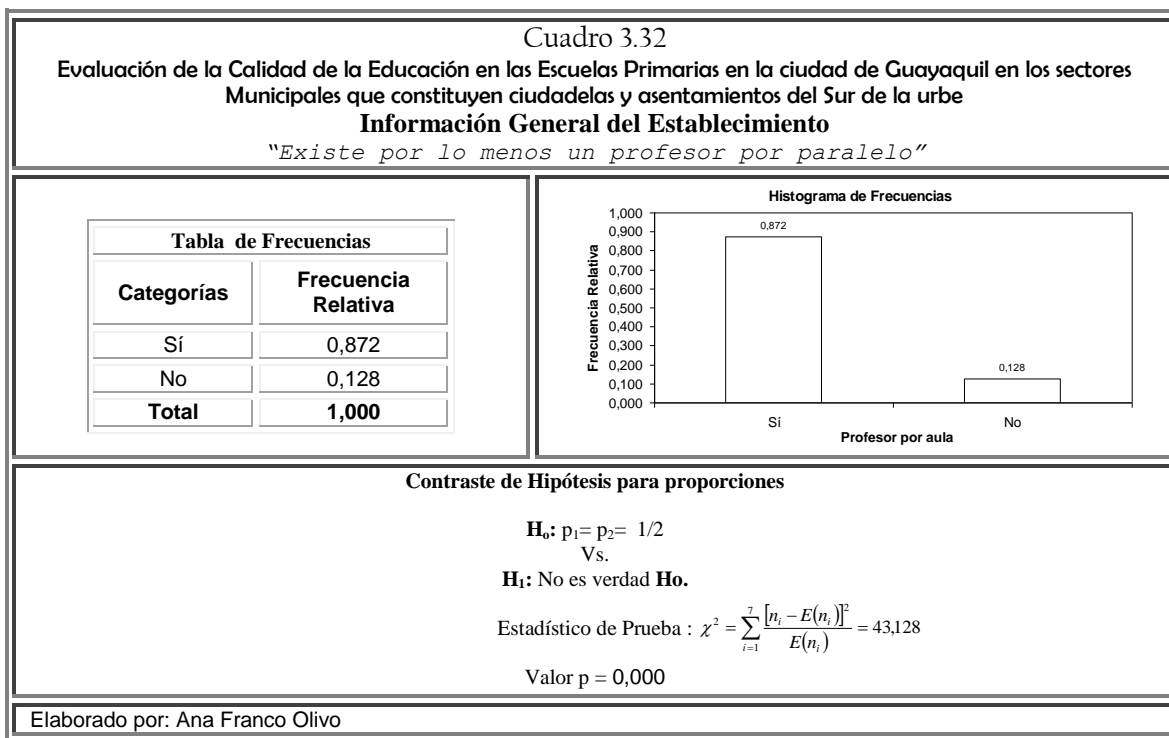 Cuadro 3.32
Evaluación de la Calidad de la Educación en las Escuelas Primarias en la ciudad de Guayaquil en los sectores
Municipales que constituyen ciudadelas y asentamientos del Sur de la urbe
Información General del Establecimiento
“Existe por lo menos un profesor por paralelo”
Tabla de Frecuencias
Categorías Frecuencia
Relativa
Sí 0,872
No 0,128
Total 1,000
Histograma de Frecuencias
Frecuencia Relativa
1,000
0,900
0,800
0,700
0,600
0,500
0,400
0,300
0,200
0,100
0,000
0,872
0,128
Sí No
Profesor por aula
Contraste de Hipótesis para proporciones
Ho: p1= p2= 1/2
Vs.
H1: No es verdad Ho.
Estadístico de Prueba : χ² = ∑_{i=1}^{7} [n_i − E(n_i)]² / E(n_i) = 43,128
Valor p = 0,000
Elaborado por: Ana Franco Olivo